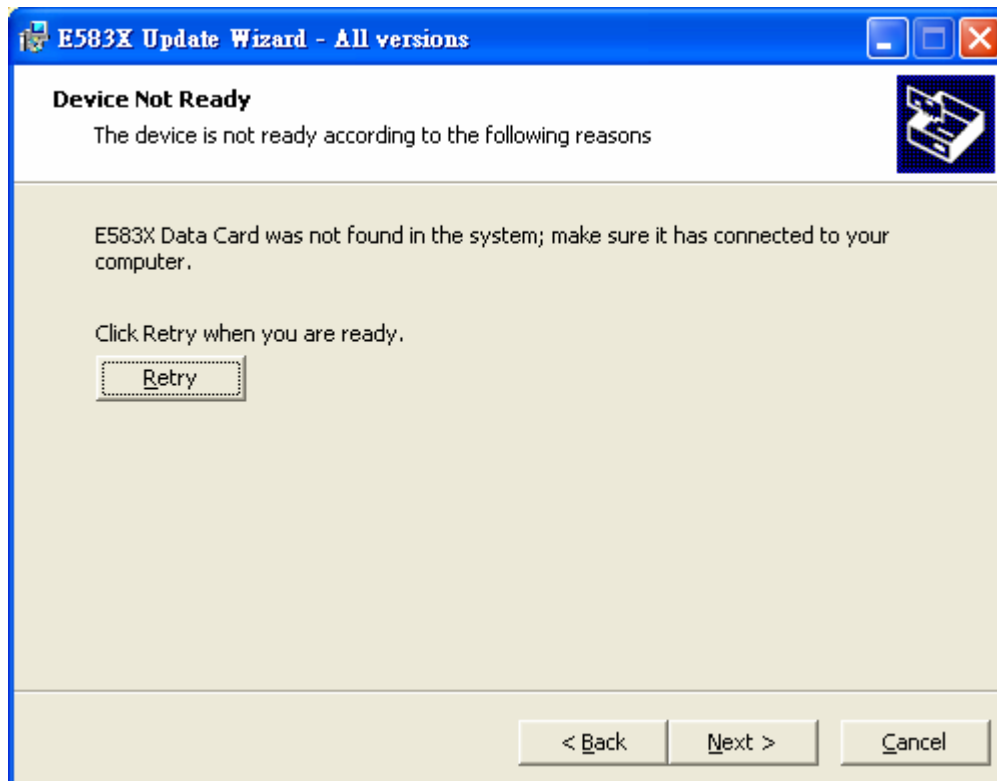 E583X Update Wizard - All versions
Device Not Ready
The device is not ready according to the following reasons
E583X Data Card was not found in the system; make sure it has connected to your
computer.
Click Retry when you are ready.
Retry
< Back
Next >
Cancel